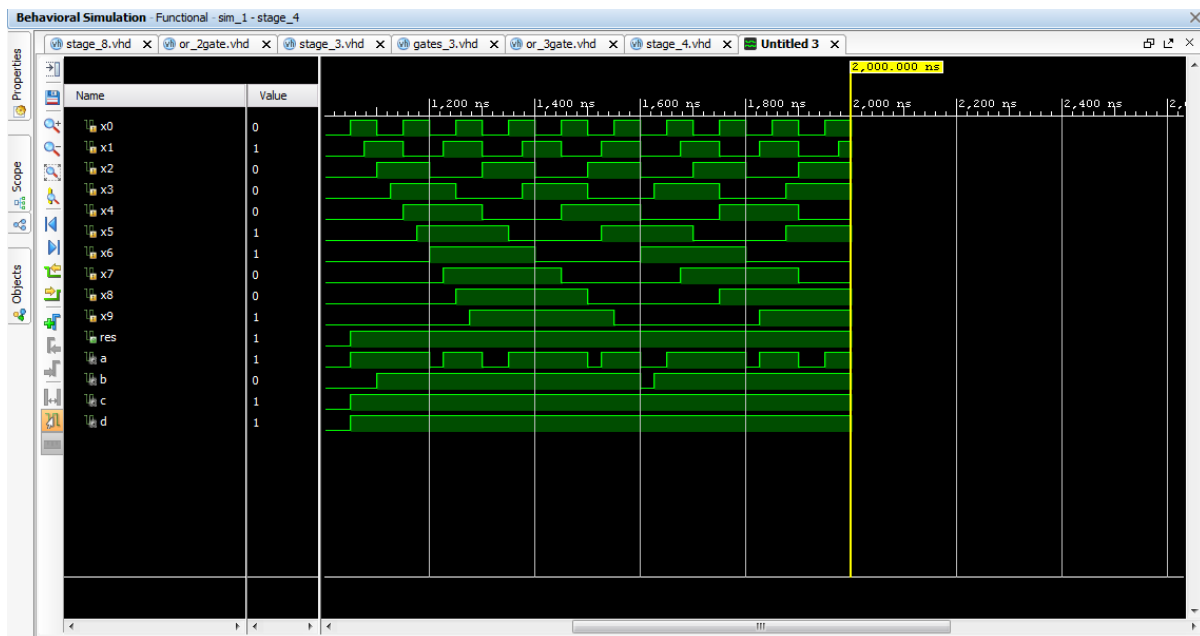 Behavioral Simulation - Functional - sim_1 - stage_4
stage_8.vhd or_2gate.vhd stage_3.vhd gates_3.vhd or_3gate.vhd stage_4.vhd Untitled 3
Properties
Scope
Objects
2,000.000 ns
Name Value
1,200 ns 1,400 ns 1,600 ns 1,800 ns 2,000 ns 2,200 ns 2,400 ns 2,
x0 0
x1 1
x2 0
x3 0
x4 0
x5 1
x6 1
x7 0
x8 0
x9 1
res 1
a 1
b 0
c 1
d 1